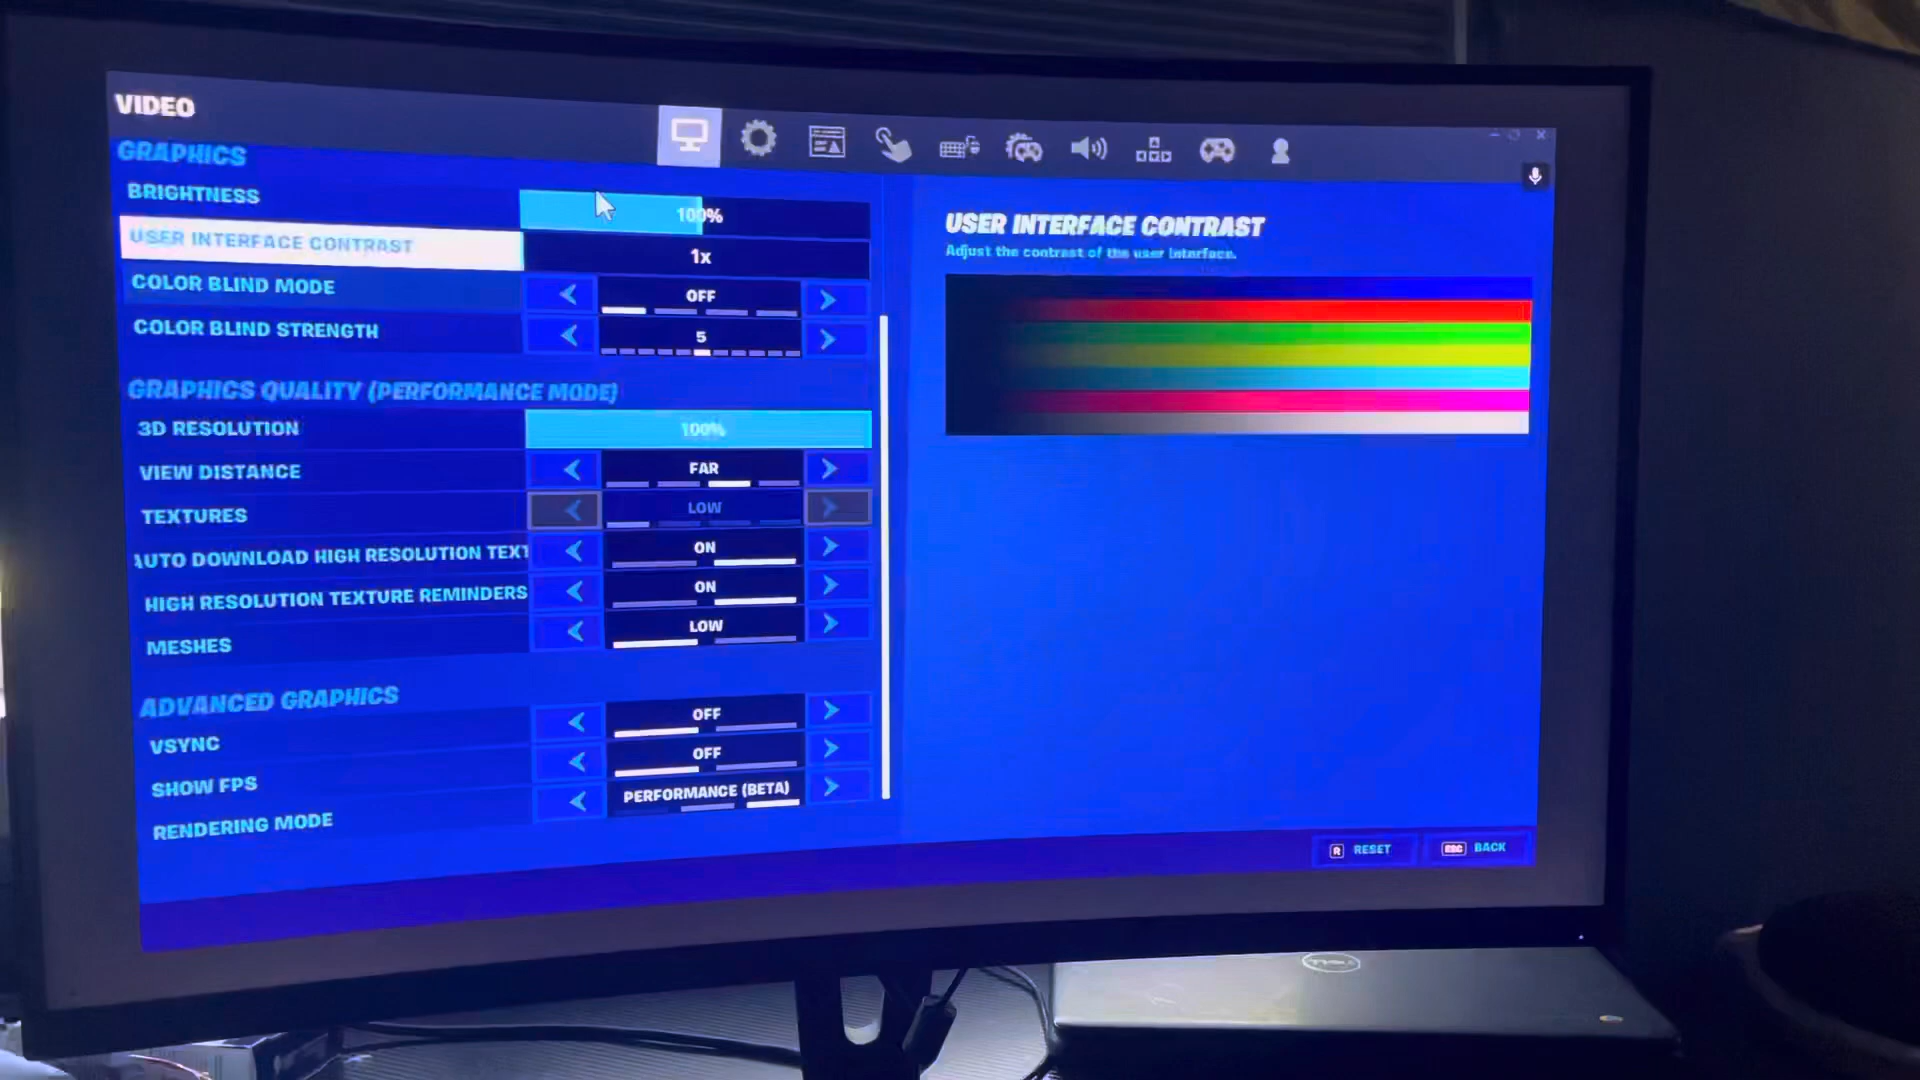 VIDEO
GRAPHICS
BRIGHTNESS 100%
USER INTERFACE CONTRAST 1x
COLOR BLIND MODE OFF
COLOR BLIND STRENGTH 5
GRAPHICS QUALITY (PERFORMANCE MODE)
3D RESOLUTION 100%
VIEW DISTANCE FAR
TEXTURES LOW
AUTO DOWNLOAD HIGH RESOLUTION TEXT ON
HIGH RESOLUTION TEXTURE REMINDERS ON
MESHES LOW
ADVANCED GRAPHICS
VSYNC OFF
SHOW FPS OFF
RENDERING MODE PERFORMANCE (BETA)
USER INTERFACE CONTRAST
Adjust the contrast of the user interface.
R RESET ESC BACK
DELL